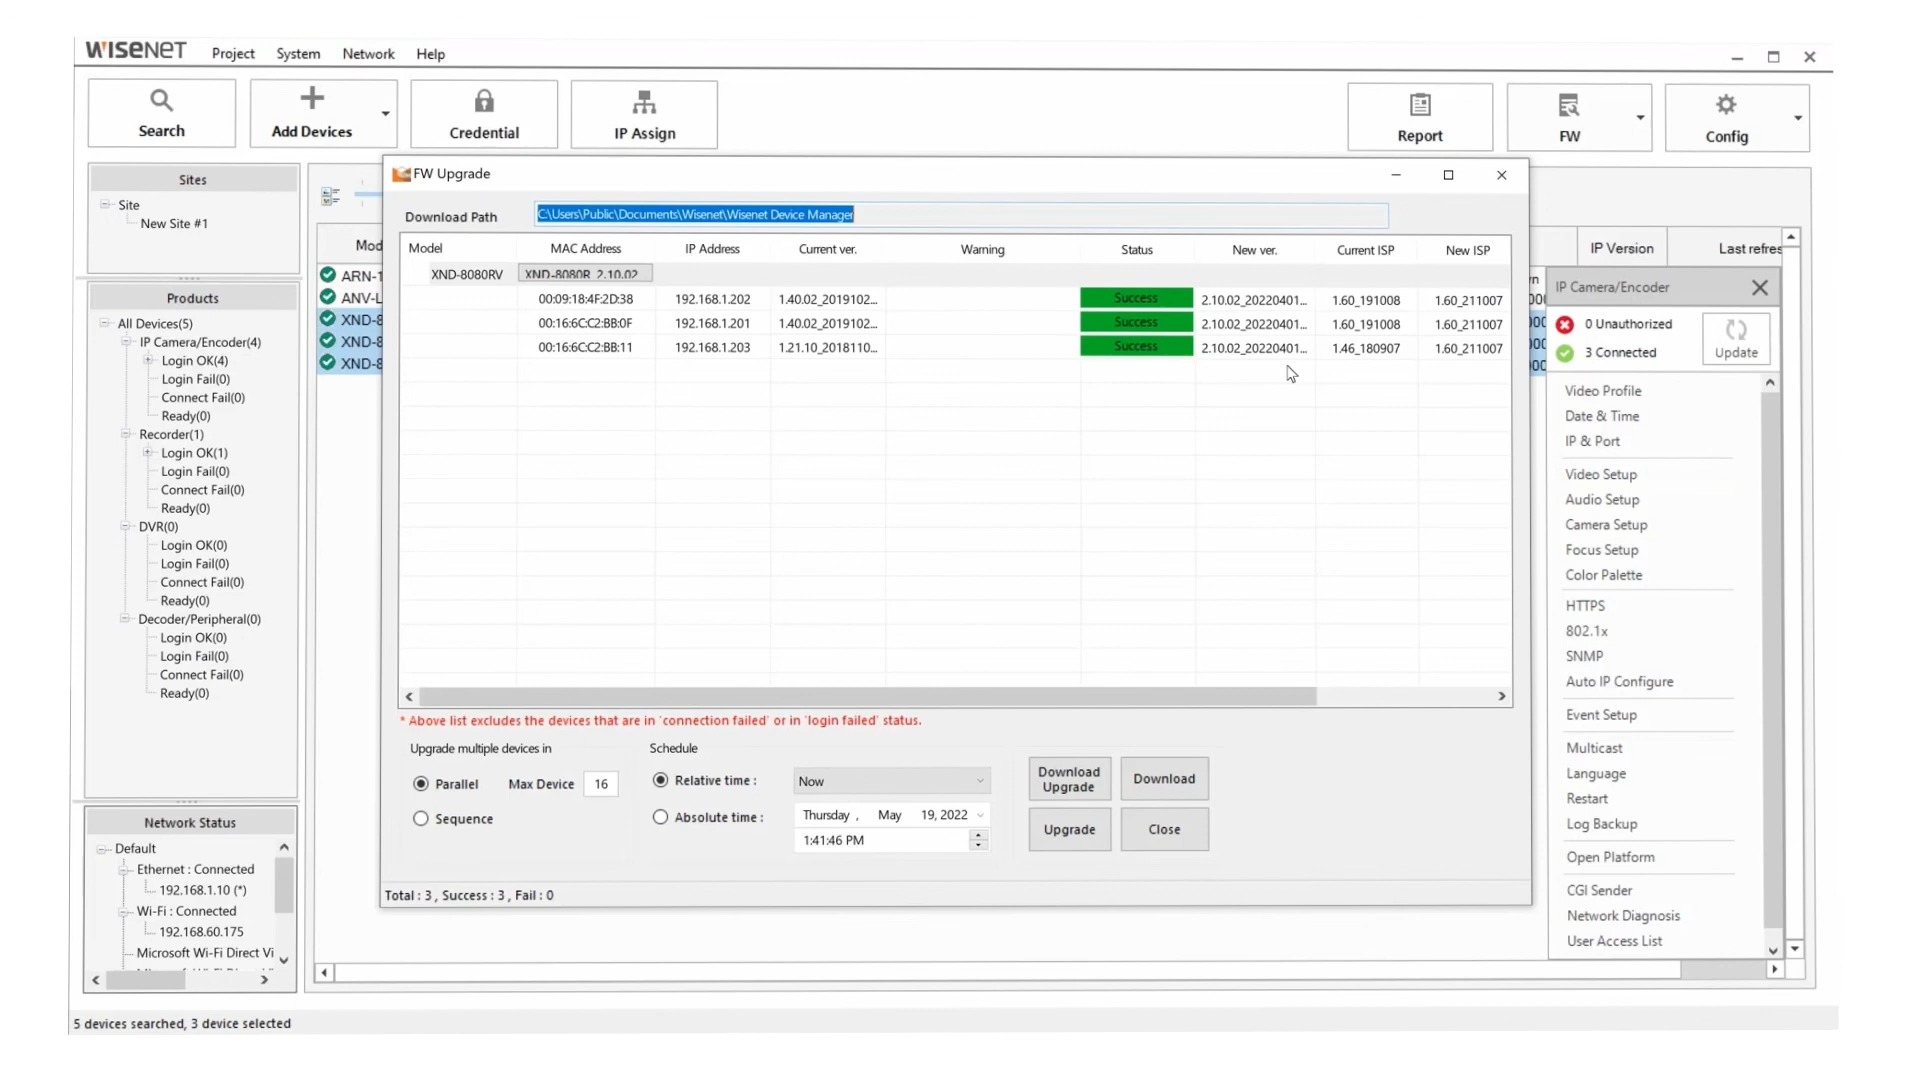 WISENET Project System Network Help
Search
Add Devices
Credential
IP Assign
Report
FW
Config
Sites
Site
New Site #1
Products
All Devices(5)
IP Camera/Encoder(4)
Login OK(4)
Login Fail(0)
Connect Fail(0)
Ready(0)
Recorder(1)
Login OK(1)
Login Fail(0)
Connect Fail(0)
Ready(0)
DVR(0)
Login OK(0)
Login Fail(0)
Connect Fail(0)
Ready(0)
Decoder/Peripheral(0)
Login OK(0)
Login Fail(0)
Connect Fail(0)
Ready(0)
Network Status
Default
Ethernet : Connected
192.168.1.10 (*)
Wi-Fi : Connected
192.168.60.175
Microsoft Wi-Fi Direct Vi
Mod
ARN-1
ANV-L
XND-8
XND-8
XND-8
FW Upgrade
Download Path C:\Users\Public\Documents\Wisenet\Wisenet Device Manager
Model MAC Address IP Address Current ver. Warning Status New ver. Current ISP New ISP
XND-8080RV XND-8080R_2.10.02
00:09:18:4F:2D:38 192.168.1.202 1.40.02_2019102... Success 2.10.02_20220401... 1.60_191008 1.60_211007
00:16:6C:C2:BB:0F 192.168.1.201 1.40.02_2019102... Success 2.10.02_20220401... 1.60_191008 1.60_211007
00:16:6C:C2:BB:11 192.168.1.203 1.21.10_2018110... Success 2.10.02_20220401... 1.46_180907 1.60_211007
* Above list excludes the devices that are in 'connection failed' or in 'login failed' status.
Upgrade multiple devices in
Parallel Max Device 16
Sequence
Schedule
Relative time : Now
Absolute time : Thursday , May 19, 2022
1:41:46 PM
Download Upgrade
Download
Upgrade
Close
Total : 3 , Success : 3 , Fail : 0
IP Version Last refres
IP Camera/Encoder
0 Unauthorized
3 Connected
Update
Video Profile
Date & Time
IP & Port
Video Setup
Audio Setup
Camera Setup
Focus Setup
Color Palette
HTTPS
802.1x
SNMP
Auto IP Configure
Event Setup
Multicast
Language
Restart
Log Backup
Open Platform
CGI Sender
Network Diagnosis
User Access List
5 devices searched, 3 device selected